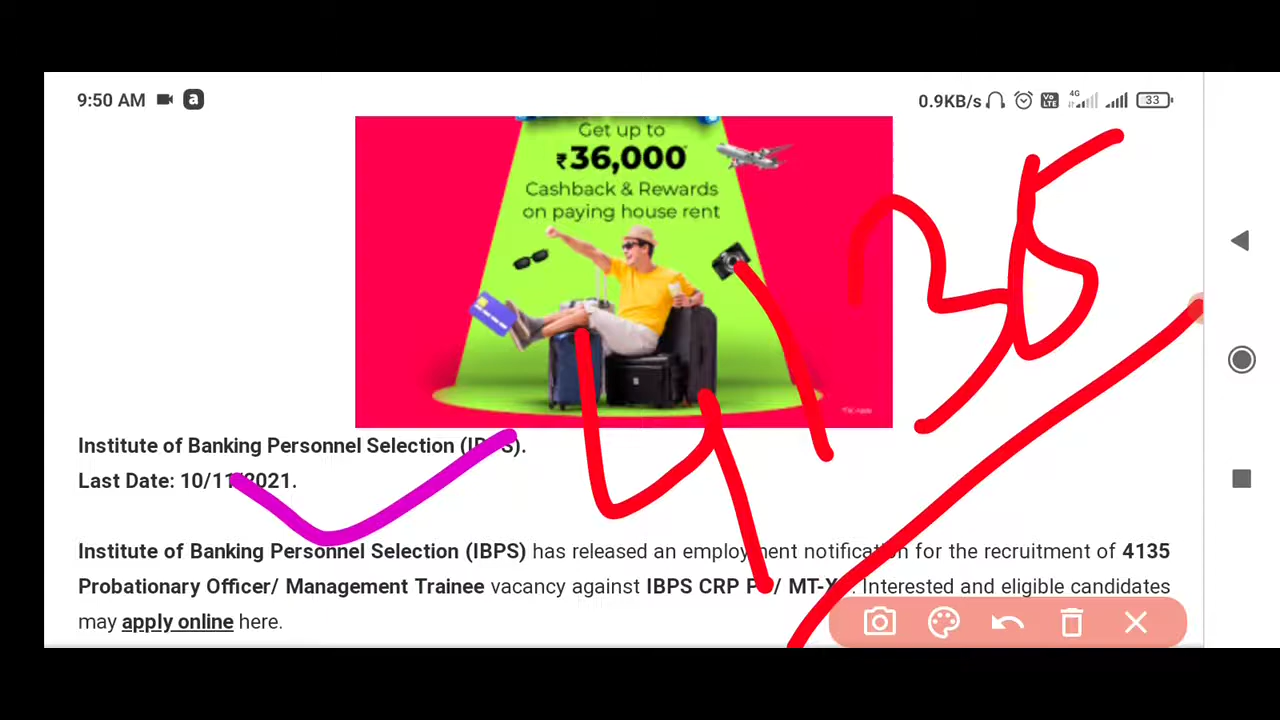 9:50 AM a 0.9KB/s Vo LTE 4G 33
Get up to
₹36,000*
Cashback & Rewards
on paying house rent
4135
Institute of Banking Personnel Selection (IBPS).
Last Date: 10/11/2021.
Institute of Banking Personnel Selection (IBPS) has released an employment notification for the recruitment of 4135
Probationary Officer/ Management Trainee vacancy against IBPS CRP PO/ MT-X. Interested and eligible candidates
may apply online here.